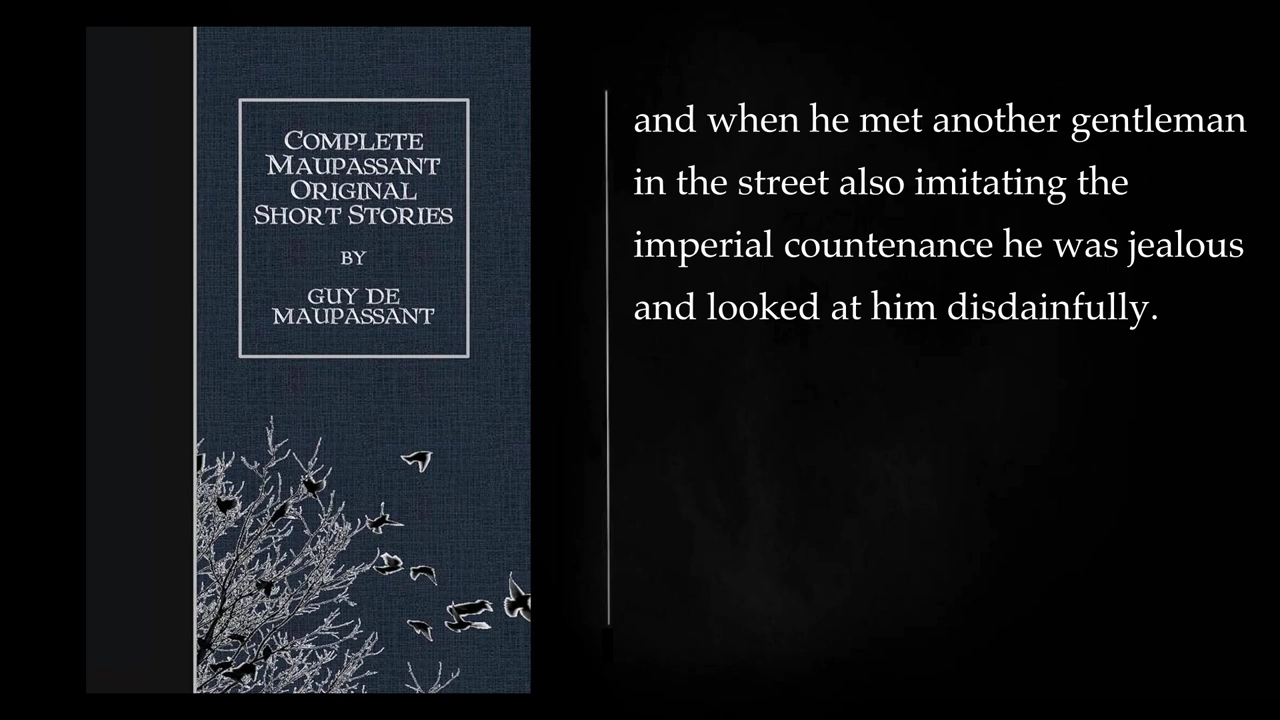 COMPLETE
MAUPASSANT
ORIGINAL
SHORT STORIES
BY
GUY DE
MAUPASSANT
and when he met another gentleman
in the street also imitating the
imperial countenance he was jealous
and looked at him disdainfully.